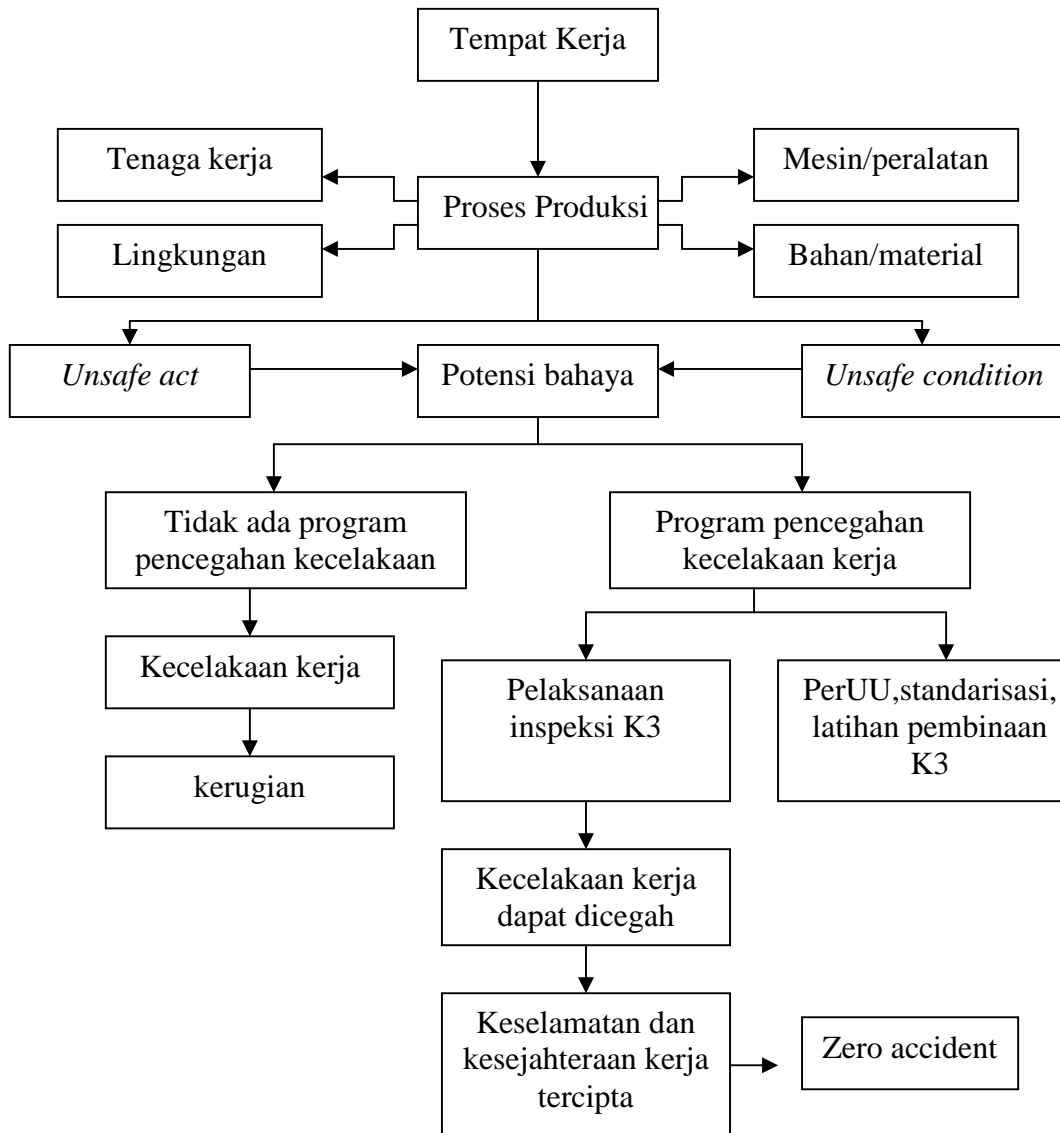 Tempat Kerja
Tenaga kerja
Mesin/peralatan
Proses Produksi
Lingkungan
Bahan/material
Unsafe act
Potensi bahaya
Unsafe condition
Tidak ada program
pencegahan kecelakaan
Program pencegahan
kecelakaan kerja
Kecelakaan kerja
kerugian
Pelaksanaan
inspeksi K3
PerUU,standarisasi,
latihan pembinaan
K3
Kecelakaan kerja
dapat dicegah
Keselamatan dan
kesejahteraan kerja
tercipta
Zero accident